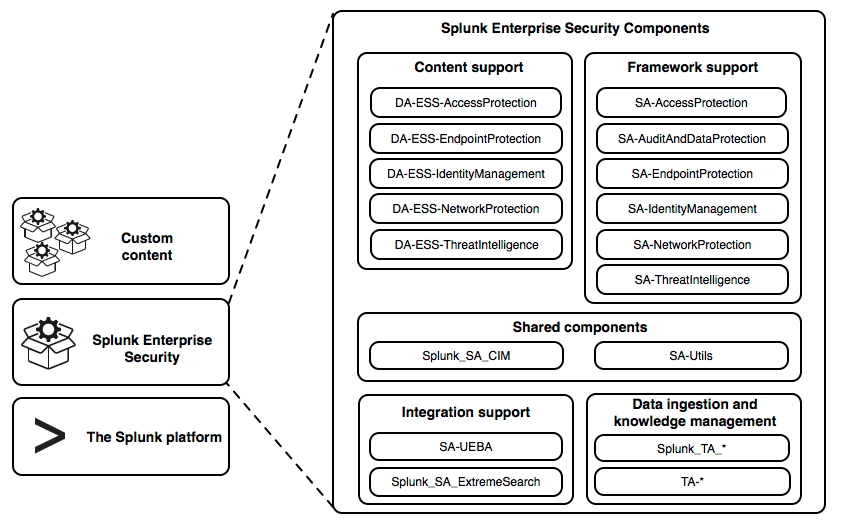 Splunk Enterprise Security Components
Content support
DA-ESS-AccessProtection
DA-ESS-EndpointProtection
DA-ESS-IdentityManagement
DA-ESS-NetworkProtection
DA-ESS-ThreatIntelligence
Framework support
SA-AccessProtection
SA-AuditAndDataProtection
SA-EndpointProtection
SA-IdentityManagement
SA-NetworkProtection
SA-ThreatIntelligence
Shared components
Splunk_SA_CIM
SA-Utils
Integration support
SA-UEBA
Splunk_SA_ExtremeSearch
Data ingestion and
knowledge management
Splunk_TA_*
TA-*
Custom
content
Splunk Enterprise
Security
>
The Splunk platform